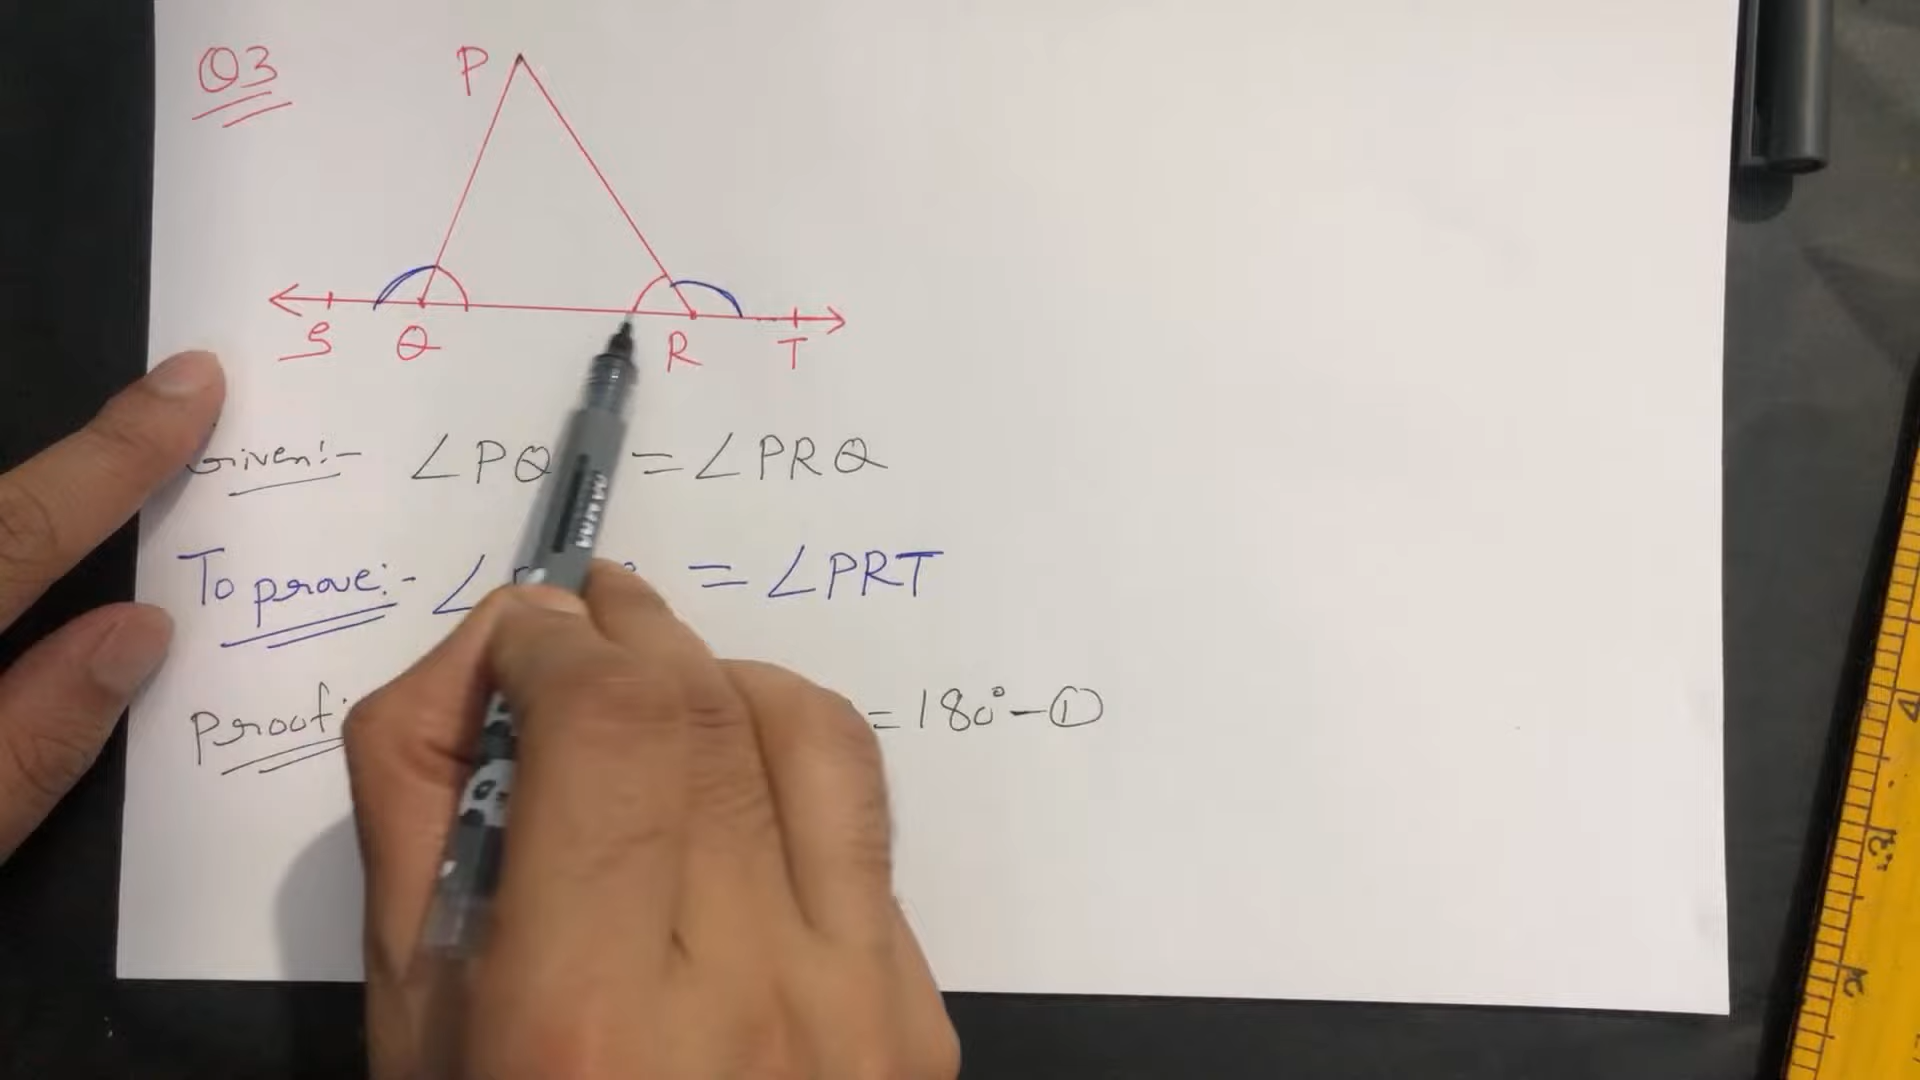 Q3
P
S Q R T
Given:- ∠PQ = ∠PRQ
To prove:- ∠P = ∠PRT
Proof: = 180° - ①